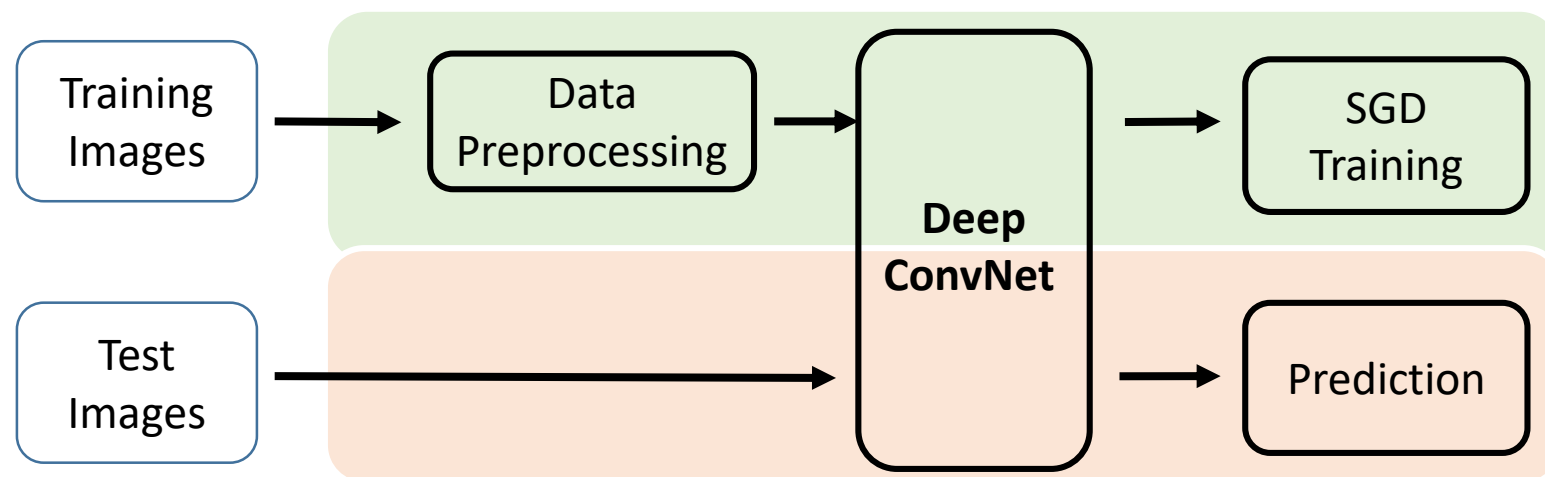 Training
Images
Data
Preprocessing
Deep
ConvNet
SGD
Training
Test
Images
Prediction